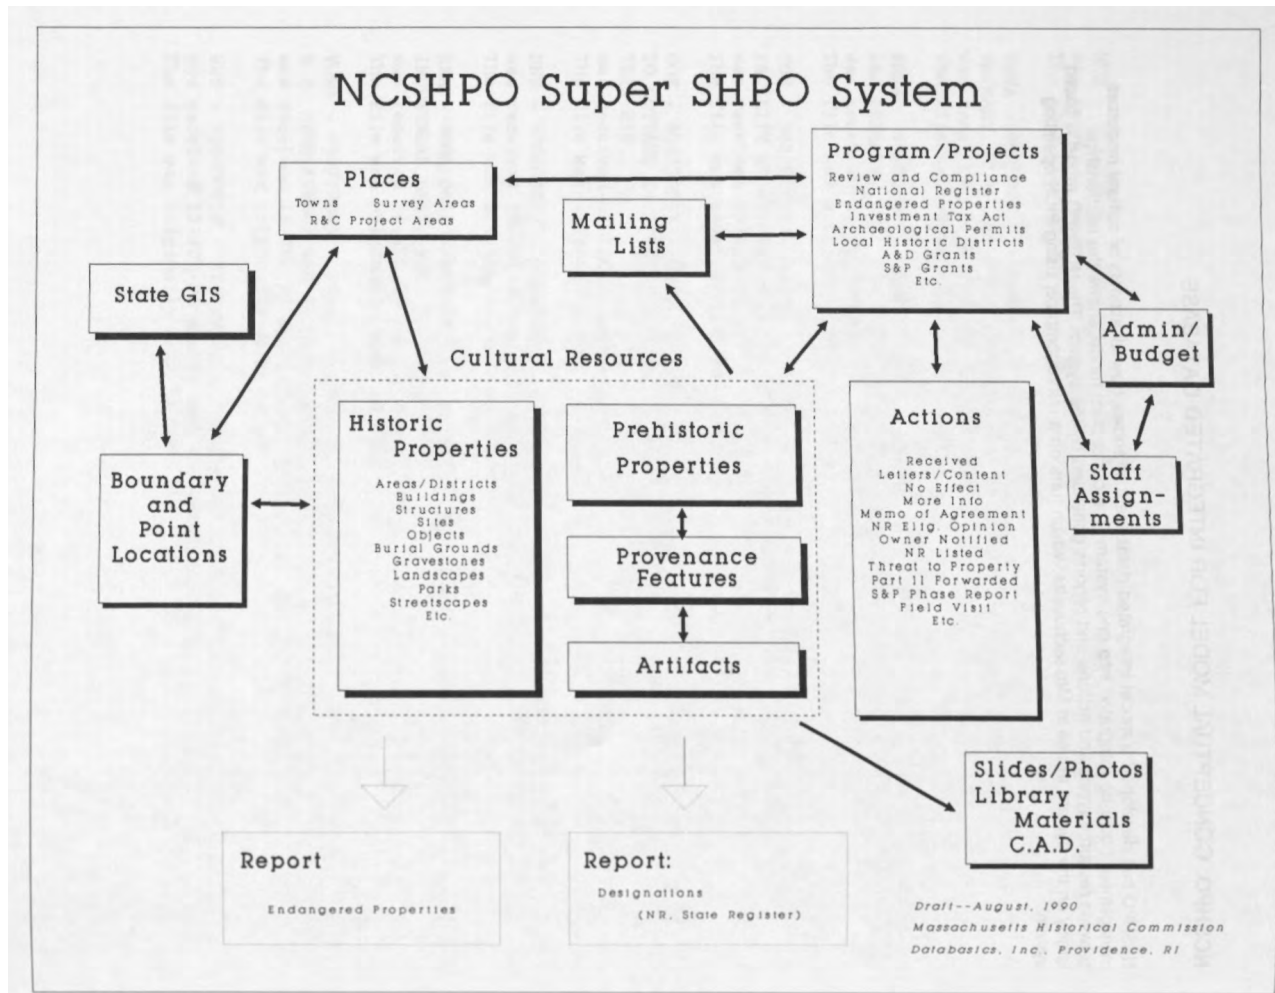 NCSHPO Super SHPO System
Places
Towns Survey Areas
R&C Project Areas
Mailing
Lists
Program/Projects
Review and Compliance
National Register
Endangered Properties
Investment Tax Act
Archaeological Permits
Local Historic Districts
A&D Grants
S&P Grants
Etc.
State GIS
Admin/
Budget
Cultural Resources
Boundary
and
Point
Locations
Historic
Properties
Areas/Districts
Buildings
Structures
Sites
Objects
Burial Grounds
Gravestones
Landscapes
Parks
Streetscapes
Etc.
Prehistoric
Properties
Provenance
Features
Artifacts
Actions
Received
Letters/Content
No Effect
More Info
Memo of Agreement
NR Elig. Opinion
Owner Notified
NR Listed
Threat to Property
Part II Forwarded
S&P Phase Report
Field Visit
Etc.
Staff
Assign-
ments
Slides/Photos
Library
Materials
C.A.D.
Report
Endangered Properties
Report:
Designations
(NR, State Register)
Draft--August, 1990
Massachusetts Historical Commission
Databasics, Inc., Providence, RI